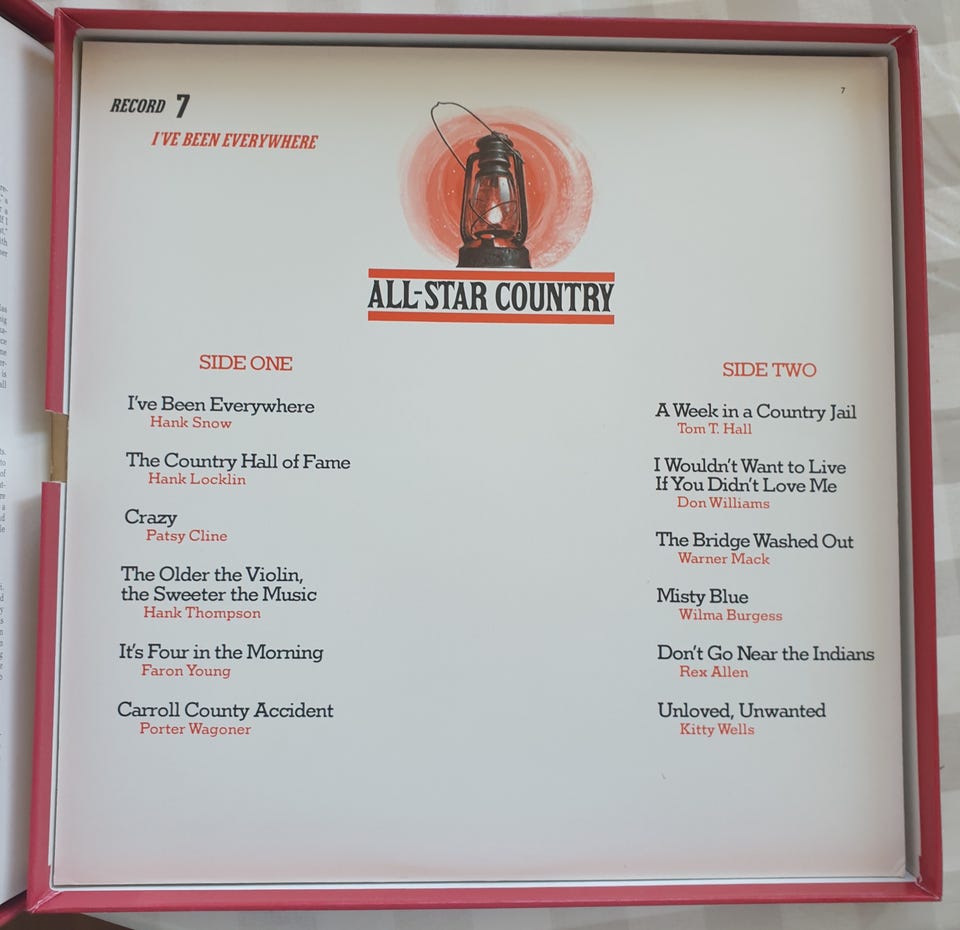 RECORD 7
I'VE BEEN EVERYWHERE
7
ALL-STAR COUNTRY
SIDE ONE
I've Been Everywhere
Hank Snow
The Country Hall of Fame
Hank Locklin
Crazy
Patsy Cline
The Older the Violin,
the Sweeter the Music
Hank Thompson
It's Four in the Morning
Faron Young
Carroll County Accident
Porter Wagoner
SIDE TWO
A Week in a Country Jail
Tom T. Hall
I Wouldn't Want to Live
If You Didn't Love Me
Don Williams
The Bridge Washed Out
Warner Mack
Misty Blue
Wilma Burgess
Don't Go Near the Indians
Rex Allen
Unloved, Unwanted
Kitty Wells